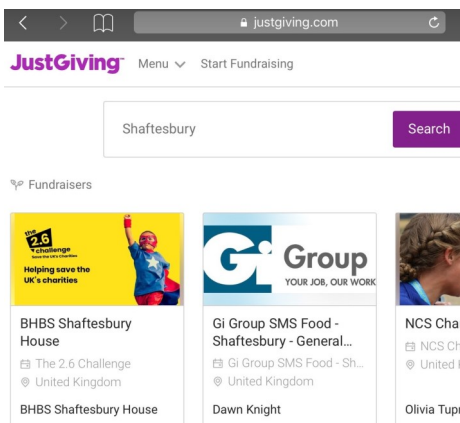 justgiving.com
JustGiving
Menu
Start Fundraising
Shaftesbury
Search
Fundraisers
the
2.6
challenge
Save the UK's Charities
Helping save the
UK's charities
BHBS Shaftesbury
House
The 2.6 Challenge
United Kingdom
BHBS Shaftesbury House
Gi Group
YOUR JOB, OUR WORK
Gi Group SMS Food -
Shaftesbury - General...
Gi Group SMS Food - Sh...
United Kingdom
Dawn Knight
NCS Cha
NCS Ch
United
Olivia Tupr